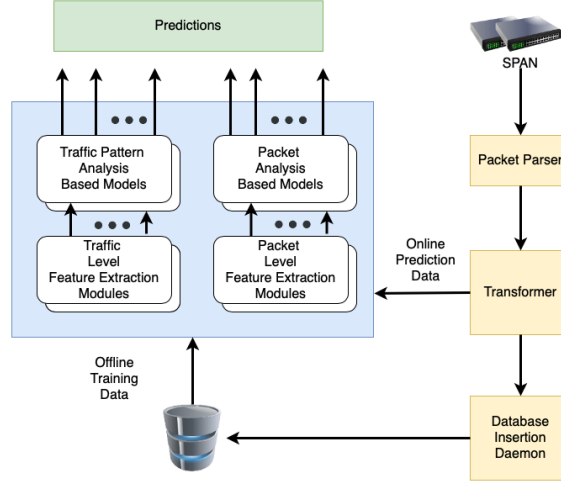 Predictions
SPAN
Traffic Pattern
Analysis
Based Models
Packet
Analysis
Based Models
Packet Parser
Traffic
Level
Feature Extraction
Modules
Packet
Level
Feature Extraction
Modules
Online
Prediction
Data
Transformer
Offline
Training
Data
Database
Insertion
Daemon